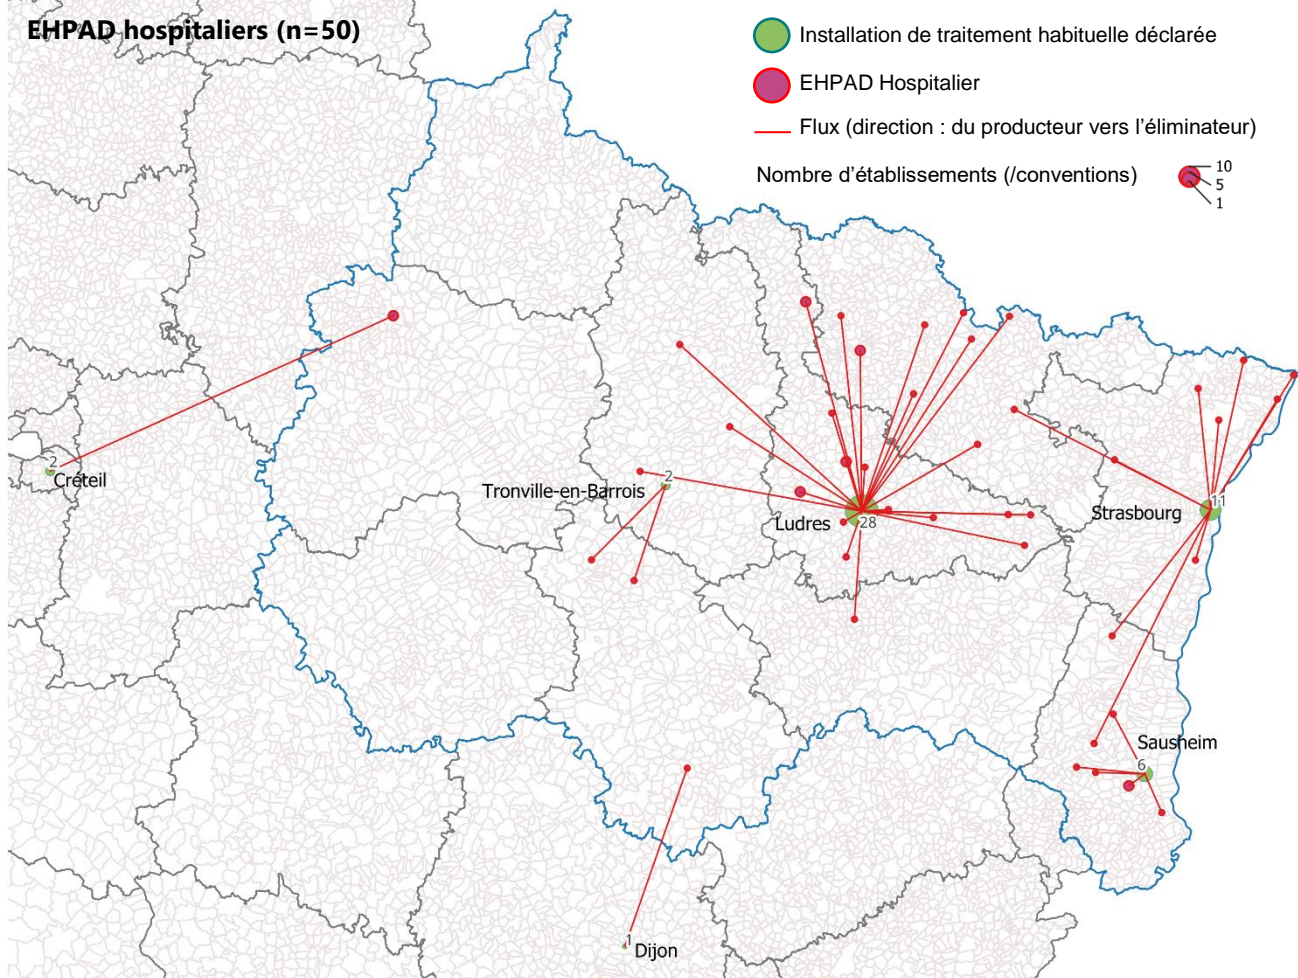 EHPAD hospitaliers (n=50)
Installation de traitement habituelle déclarée
EHPAD Hospitalier
Flux (direction : du producteur vers l’éliminateur)
Nombre d’établissements (/conventions)
10
5
1
2
Créteil
Tronville-en-Barrois
2
Ludres
28
Strasbourg
11
Sausheim
6
1
Dijon